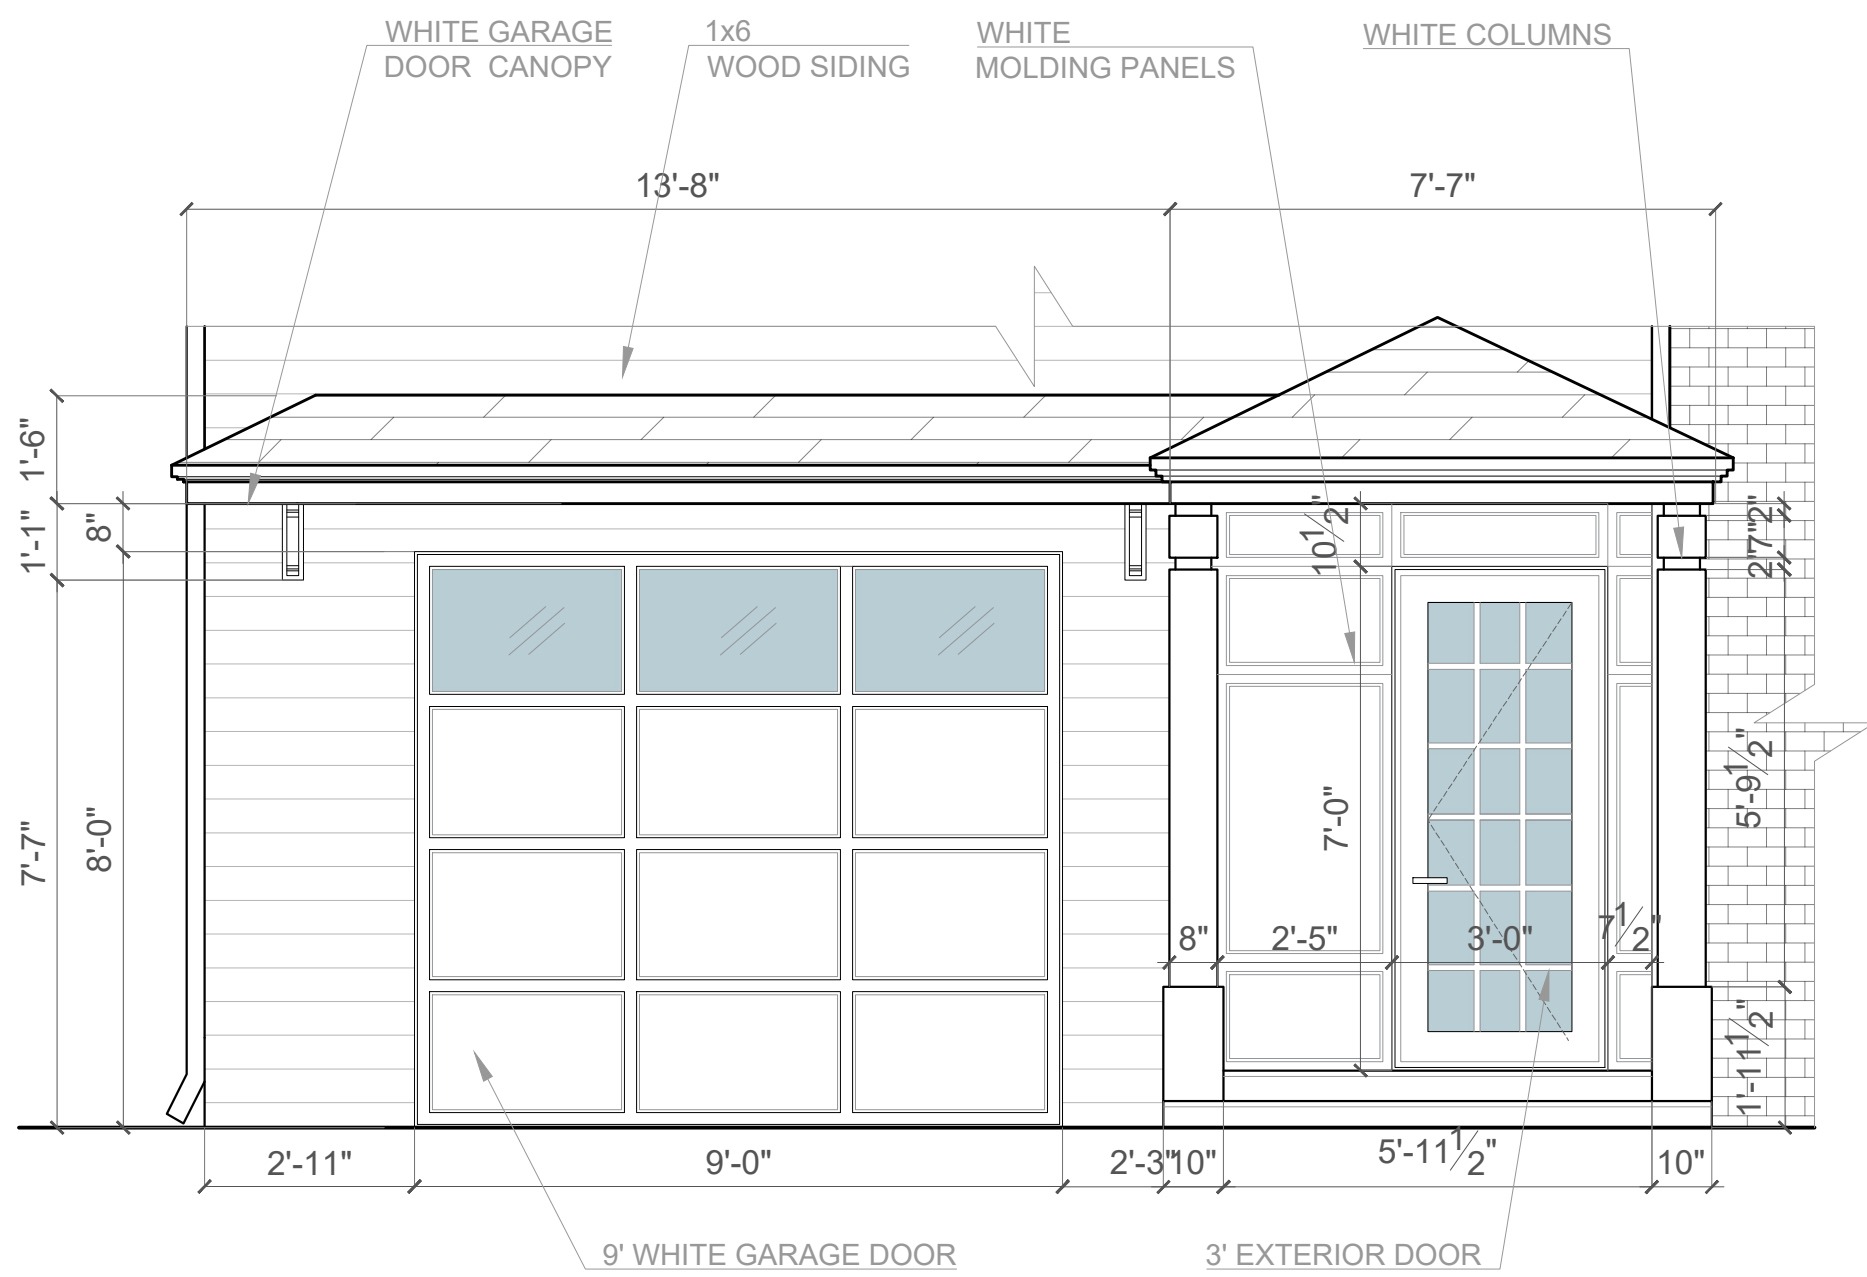 WHITE GARAGE
DOOR CANOPY
1x6
WOOD SIDING
WHITE
MOLDING PANELS
WHITE COLUMNS
13'-8"
7'-7"
1'-6"
1'-1"
8"
7'-7"
8'-0"
10 1/2"
7'-0"
2"
7"
2"
5'-9 1/2"
1'-11 1/2"
8"
2'-5"
3'-0"
7 1/2"
2'-11"
9'-0"
2'-3"
10"
5'-11 1/2"
10"
9' WHITE GARAGE DOOR
3' EXTERIOR DOOR